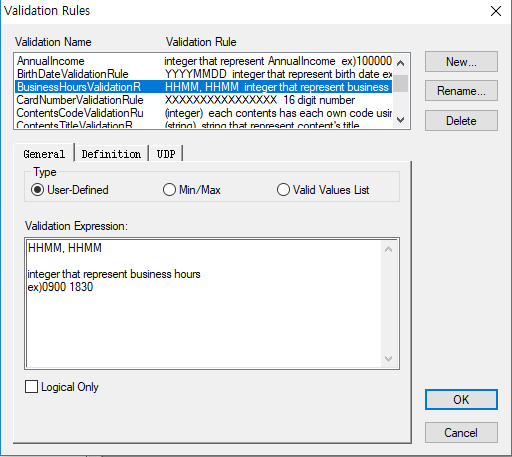 Validation Rules
Validation Name Validation Rule
AnnualIncome integer that represent AnnualIncome ex)100000
BirthDateValidationRule YYYYMMDD integer that represent birth date ex
BusinessHoursValidationR HHMM, HHMM integer that represent business
CardNumberValidationRule XXXXXXXXXXXXXXXX 16 digit number
ContentsCodeValidationRu (integer) each contents has each own code usin
ContentsTitleValidationRu (string) string that represent content's title
New...
Rename...
Delete
General Definition UDP
Type
User-Defined Min/Max Valid Values List
Validation Expression:
HHMM, HHMM
integer that represent business hours
ex)0900 1830
Logical Only
OK
Cancel